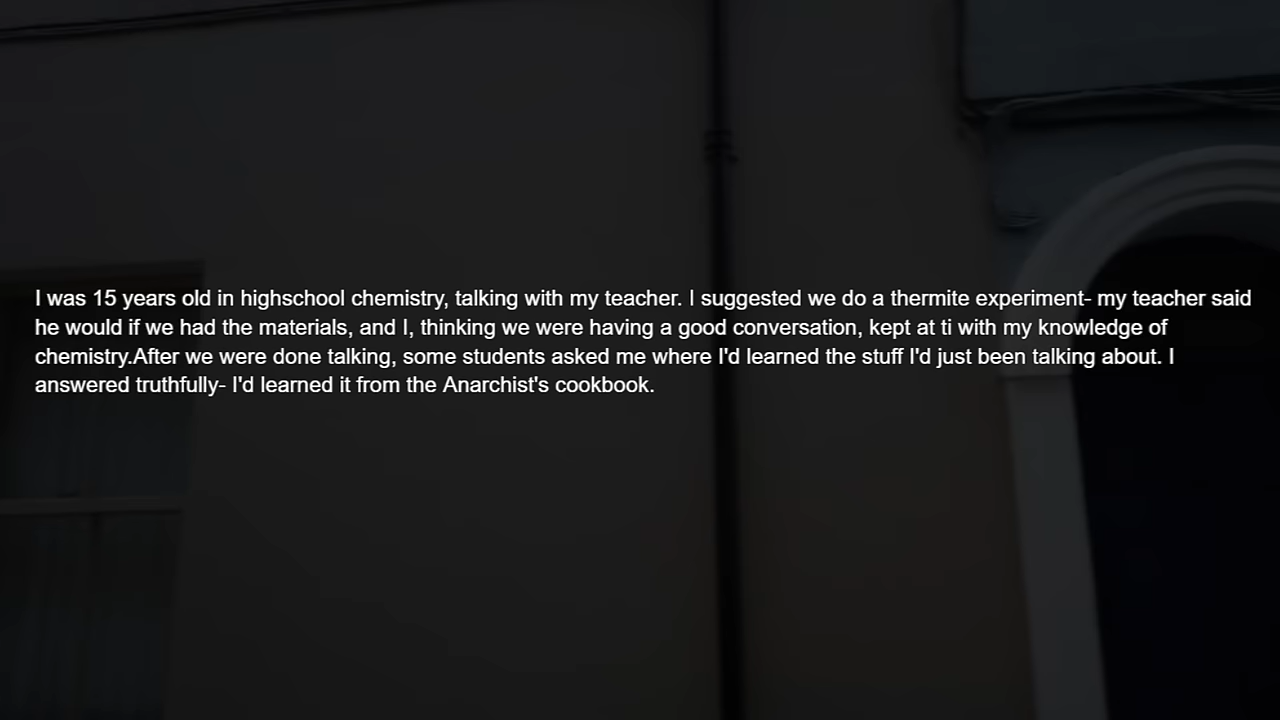 I was 15 years old in highschool chemistry, talking with my teacher. I suggested we do a thermite experiment- my teacher said
he would if we had the materials, and I, thinking we were having a good conversation, kept at ti with my knowledge of
chemistry.After we were done talking, some students asked me where I'd learned the stuff I'd just been talking about. I
answered truthfully- I'd learned it from the Anarchist's cookbook.